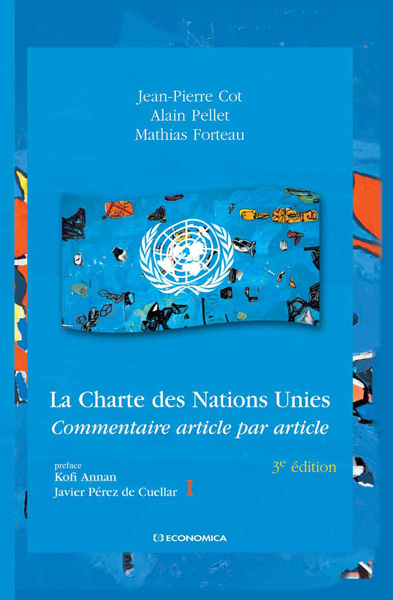 Jean-Pierre Cot
Alain Pellet
Mathias Forteau
La Charte des Nations Unies
Commentaire article par article
3e édition
preface
Kofi Annan
Javier Pérez de Cuellar I
ECONOMICA